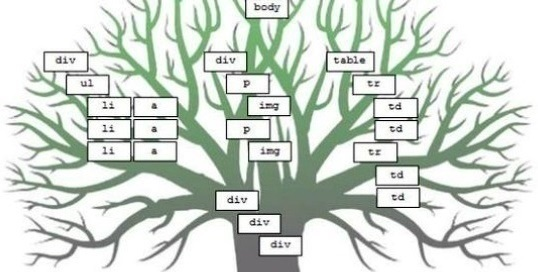 body
div
ul
li a
li a
li a
div
p
img
p
img
table
tr
td
td
tr
td
td
div
div
div